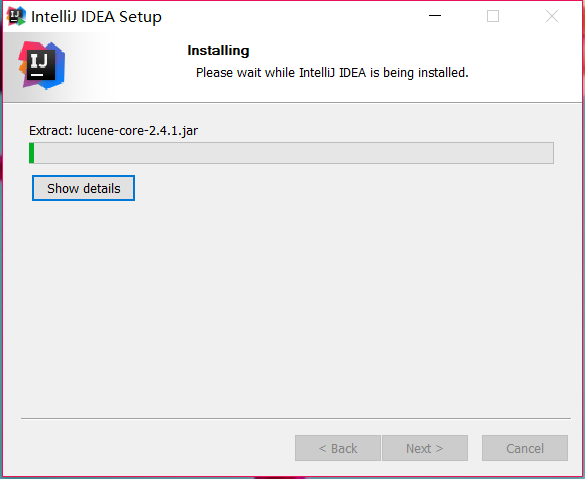 IntelliJ IDEA Setup
IJ
Installing
Please wait while IntelliJ IDEA is being installed.
Extract: lucene-core-2.4.1.jar
Show details
< Back
Next >
Cancel